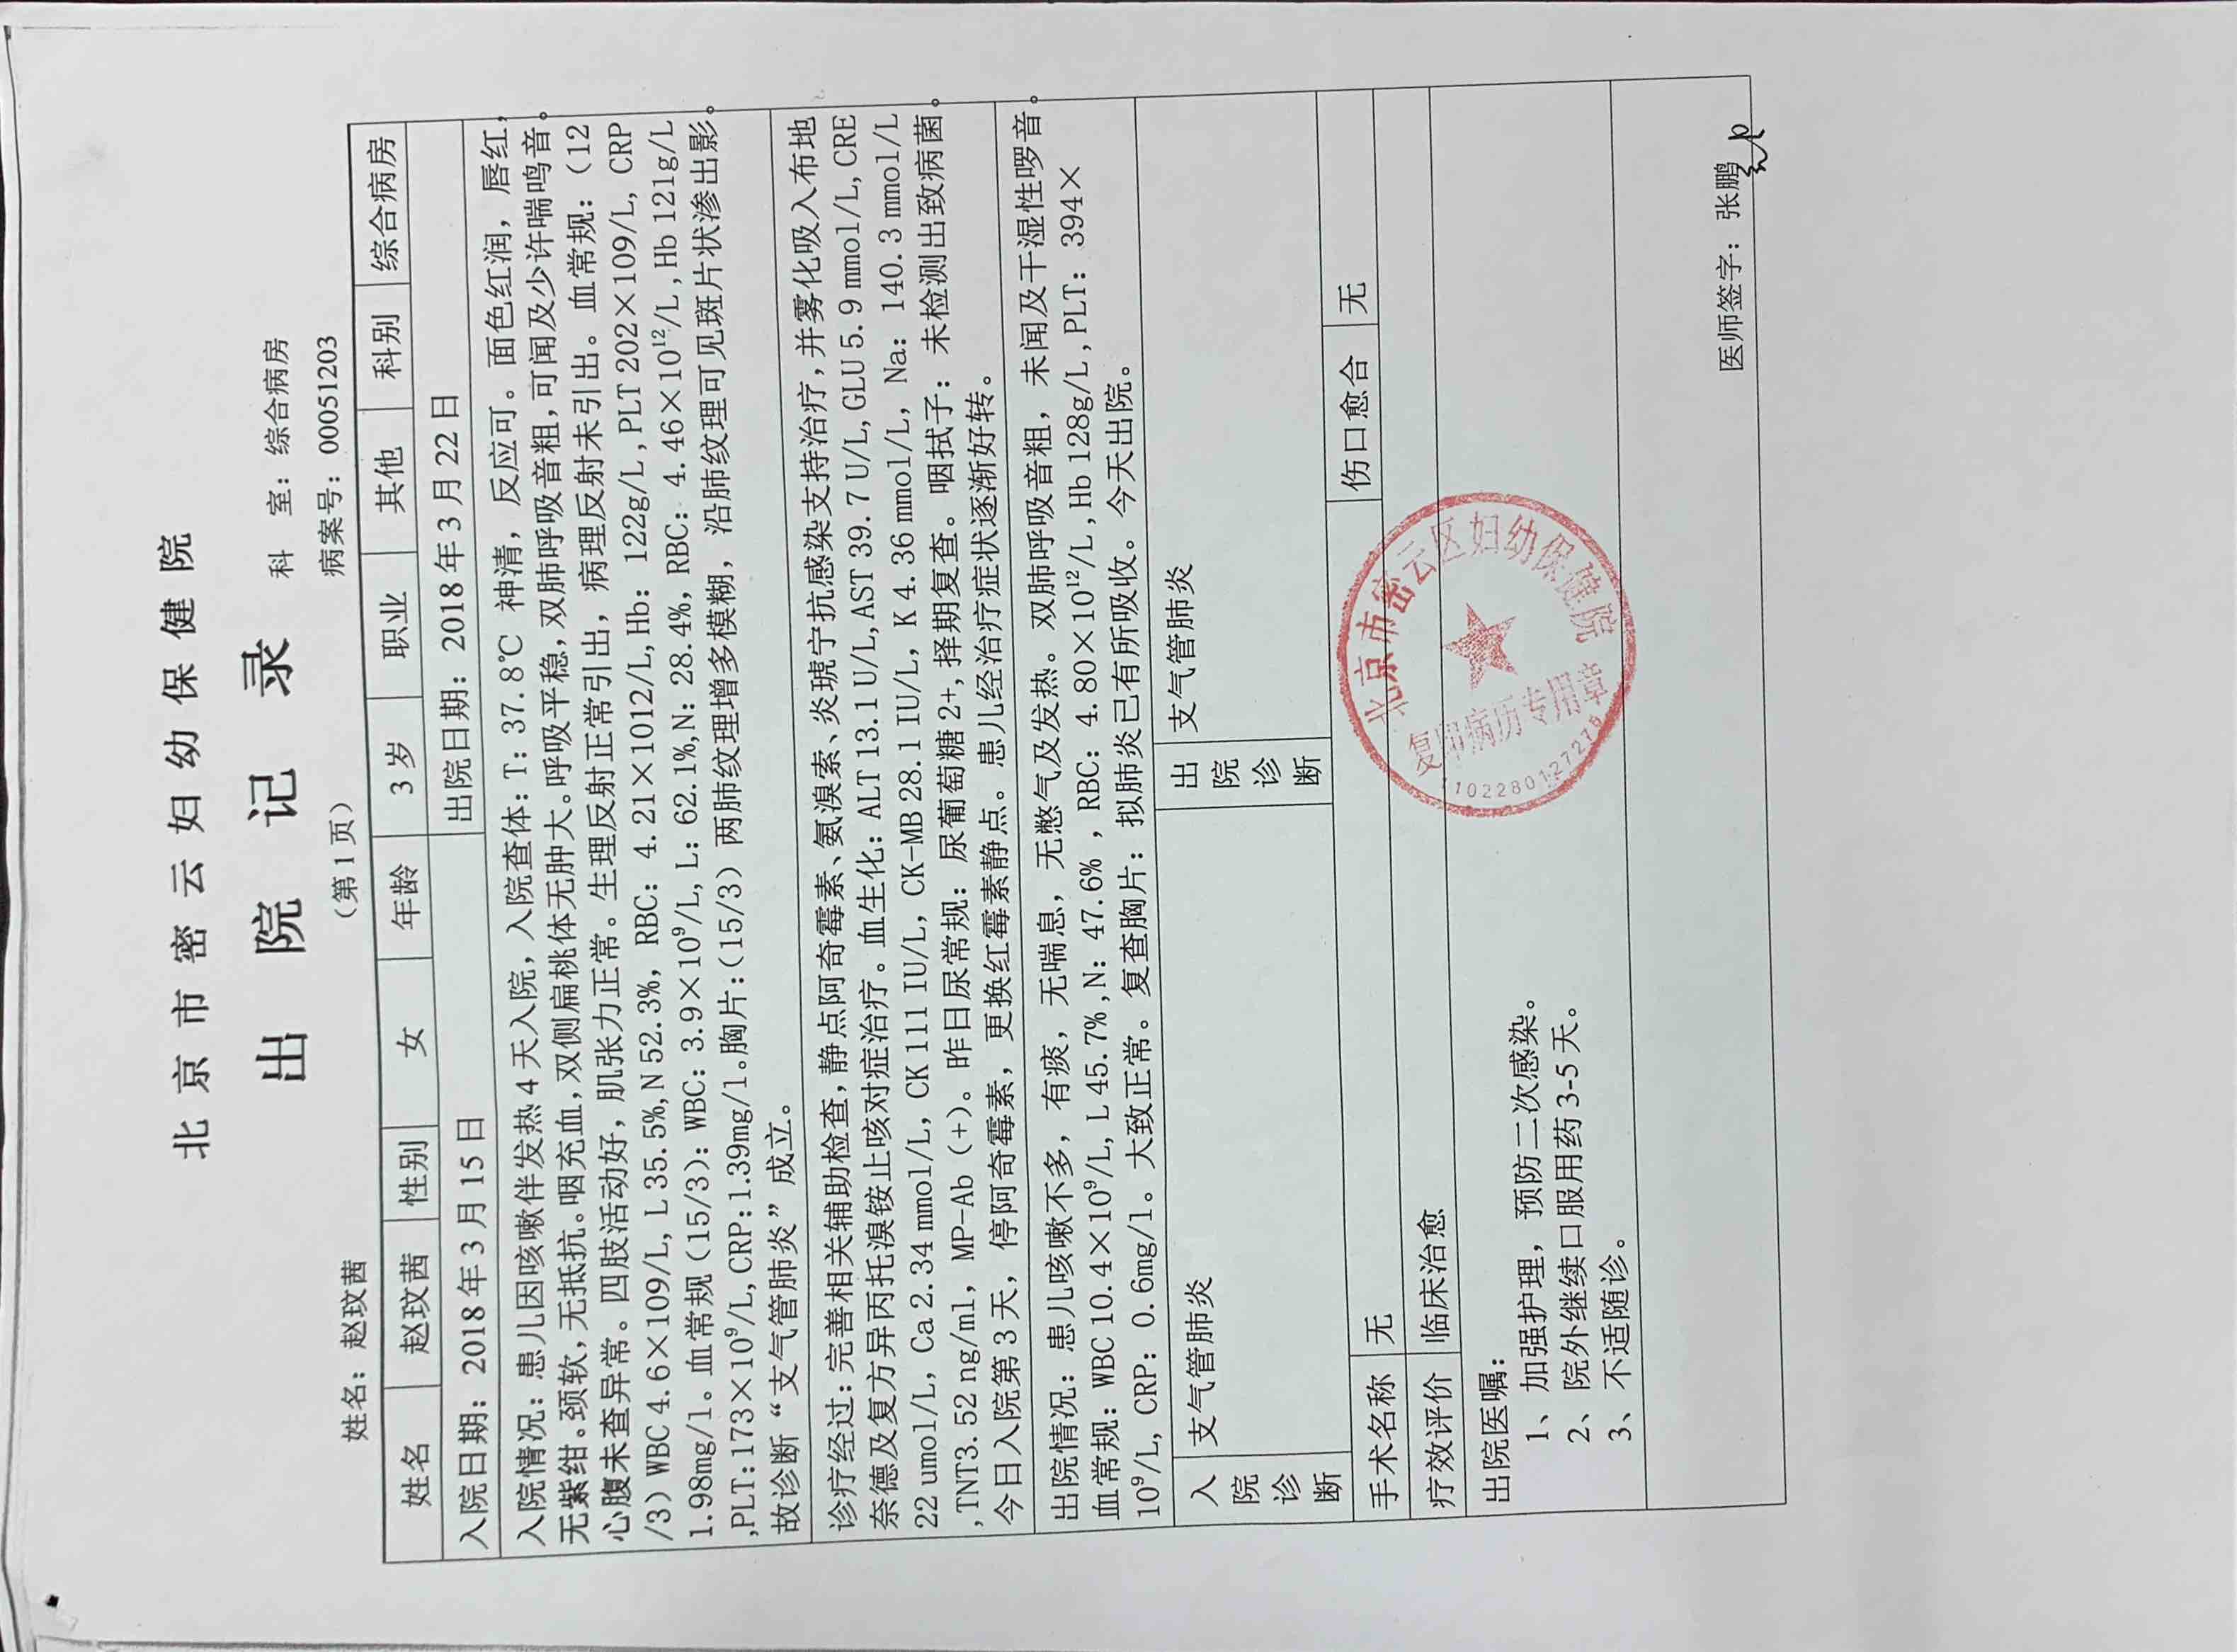 北京市密云妇幼保健院
出院记录
科 室：综合病房
姓名：赵玟茜
（第1页）
病案号：00051203
姓名 赵玟茜 性别 女 年龄 3岁 职业 其他 科别 综合病房
入院日期：2018年3月15日 出院日期：2018年3月22日
入院情况：患儿因咳嗽伴发热4天入院，入院查体：T：37.8℃ 神清，反应可。面色红润，唇红，
无紫绀。颈软，无抵抗。咽充血，双侧扁桃体无肿大。呼吸平稳，双肺呼吸音粗，可闻及少许喘鸣音。
心腹未查异常。四肢活动好，肌张力正常。生理反射正常引出，病理反射未引出。血常规：（12
/3）WBC 4.6×109/L, L 35.5%,N 52.3%，RBC：4.21×1012/L,Hb：122g/L , PLT 202×109/L, CRP
1.98mg/l。血常规（15/3）：WBC：3.9×10⁹/L, L：62.1%,N：28.4%，RBC：4.46×10¹²/L , Hb 121g/L
,PLT：173×10⁹/L, CRP：1.39mg/l。胸片：（15/3）两肺纹理增多模糊，沿肺纹理可见斑片状渗出影。
故诊断“支气管肺炎”成立。
诊疗经过：完善相关辅助检查，静点阿奇霉素、氨溴索、炎琥宁抗感染支持治疗，并雾化吸入布地
奈德及复方异丙托溴铵止咳对症治疗。血生化：ALT 13.1 U/L, AST 39.7 U/L, GLU 5.9 mmol/L, CRE
22 umol/L，Ca 2.34 mmol/L，CK 111 IU/L，CK-MB 28.1 IU/L，K 4.36 mmol/L，Na：140.3 mmol/L
,TNT3.52 ng/ml，MP-Ab（+）。昨日尿常规：尿葡萄糖2+,择期复查。咽拭子：未检测出致病菌。
今日入院第3天，停阿奇霉素，更换红霉素静点。患儿经治疗症状逐渐好转。
出院情况：患儿咳嗽不多，有痰，无喘息，无憋气及发热。双肺呼吸音粗，未闻及干湿性啰音。
血常规：WBC 10.4×10⁹/L, L 45.7% ,N：47.6% ，RBC：4.80×10¹²/L , Hb 128g/L , PLT：394×
10⁹/L, CRP：0.6mg/l。大致正常。复查胸片：拟肺炎已有所吸收。今天出院。
入院诊断 支气管肺炎 出院诊断 支气管肺炎
手术名称 无 伤口愈合 无
疗效评价 临床治愈
出院医嘱：
1、加强护理，预防二次感染。
2、院外继续口服用药3-5天。
3、不适随诊。
北京市密云区妇幼保健院
复印病历专用章
1102280127276
医师签字：张鹏